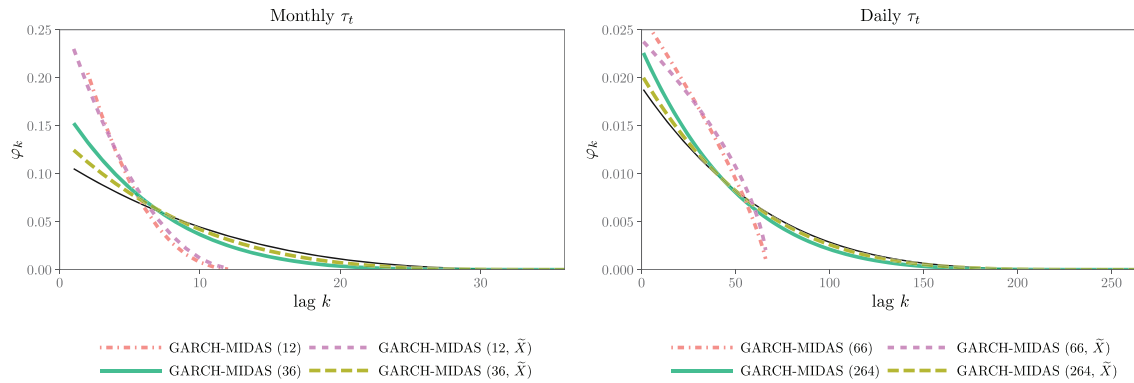 Monthly τ_t
0.25
0.20
0.15
0.10
0.05
0.00
φ_k
0 10 20 30
lag k
GARCH-MIDAS (12) GARCH-MIDAS (12, X̃)
GARCH-MIDAS (36) GARCH-MIDAS (36, X̃)
Daily τ_t
0.025
0.020
0.015
0.010
0.005
0.000
φ_k
0 50 100 150 200 250
lag k
GARCH-MIDAS (66) GARCH-MIDAS (66, X̃)
GARCH-MIDAS (264) GARCH-MIDAS (264, X̃)